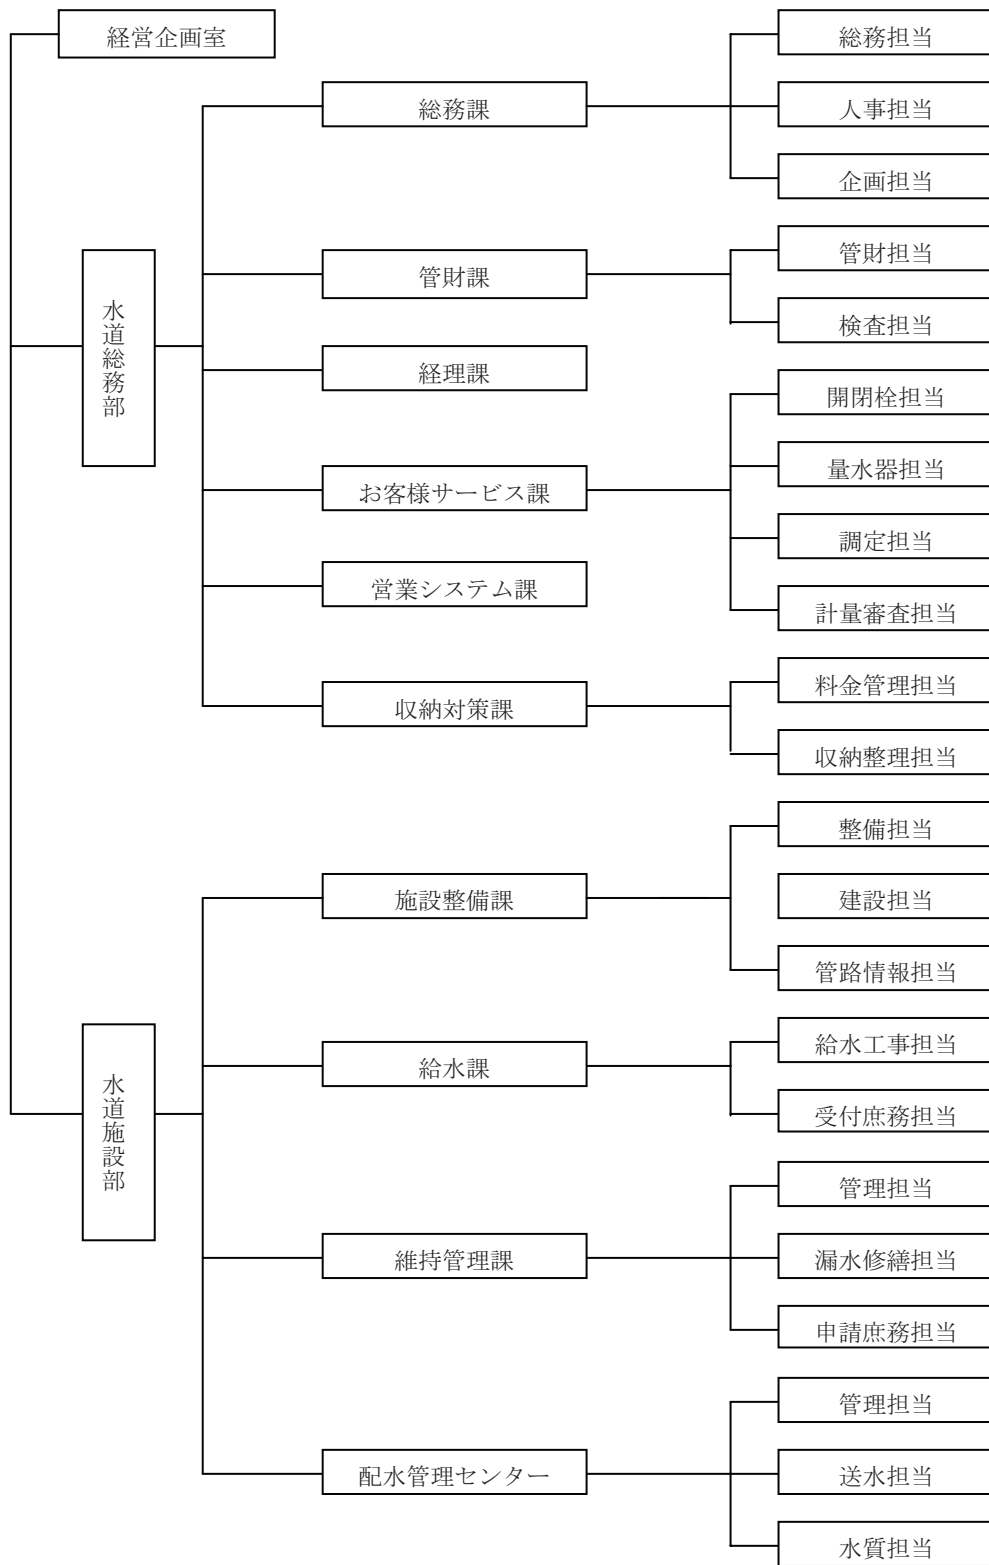 経営企画室
水道総務部
総務課
総務担当
人事担当
企画担当
管財課
管財担当
検査担当
経理課
お客様サービス課
開閉栓担当
量水器担当
調定担当
計量審査担当
営業システム課
収納対策課
料金管理担当
収納整理担当
水道施設部
施設整備課
整備担当
建設担当
管路情報担当
給水課
給水工事担当
受付庶務担当
維持管理課
管理担当
漏水修繕担当
申請庶務担当
配水管理センター
管理担当
送水担当
水質担当